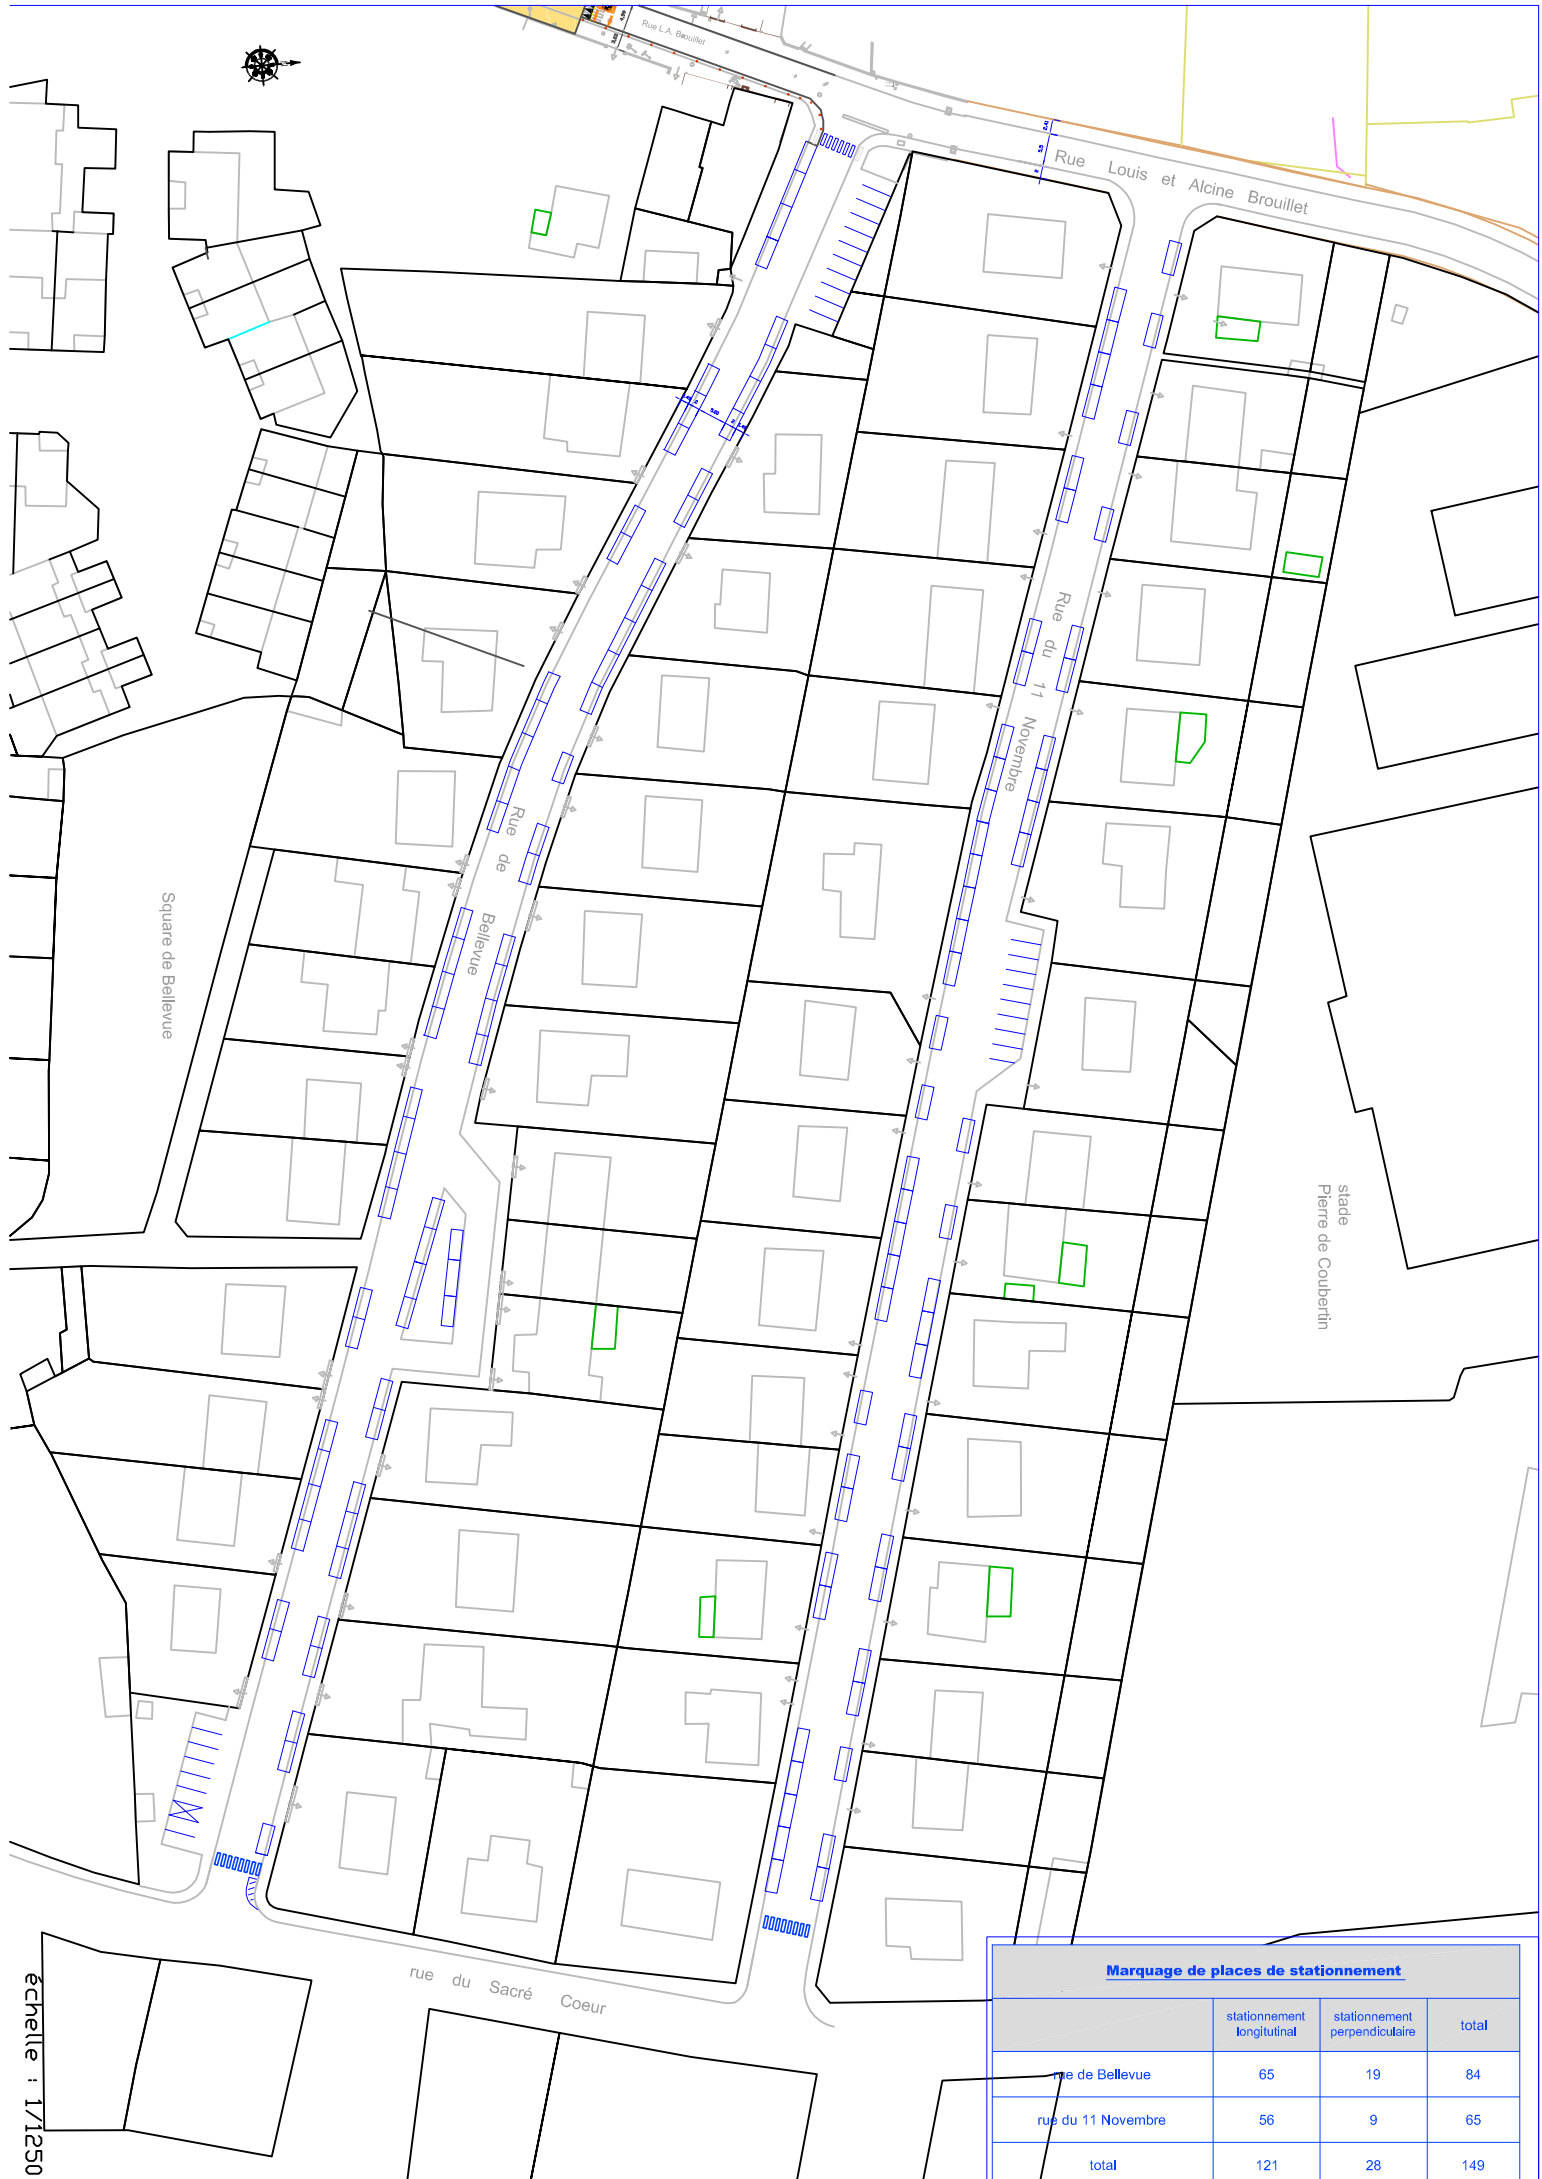 Rue L.A. Brouillet
Rue Louis et Alcine Brouillet
Rue du 11 Novembre
Rue de Bellevue
Square de Bellevue
stade
Pierre de Coubertin
rue du Sacré Coeur
échelle : 1/1250
Marquage de places de stationnement
stationnement longitutinal stationnement perpendiculaire total
rue de Bellevue 65 19 84
rue du 11 Novembre 56 9 65
total 121 28 149